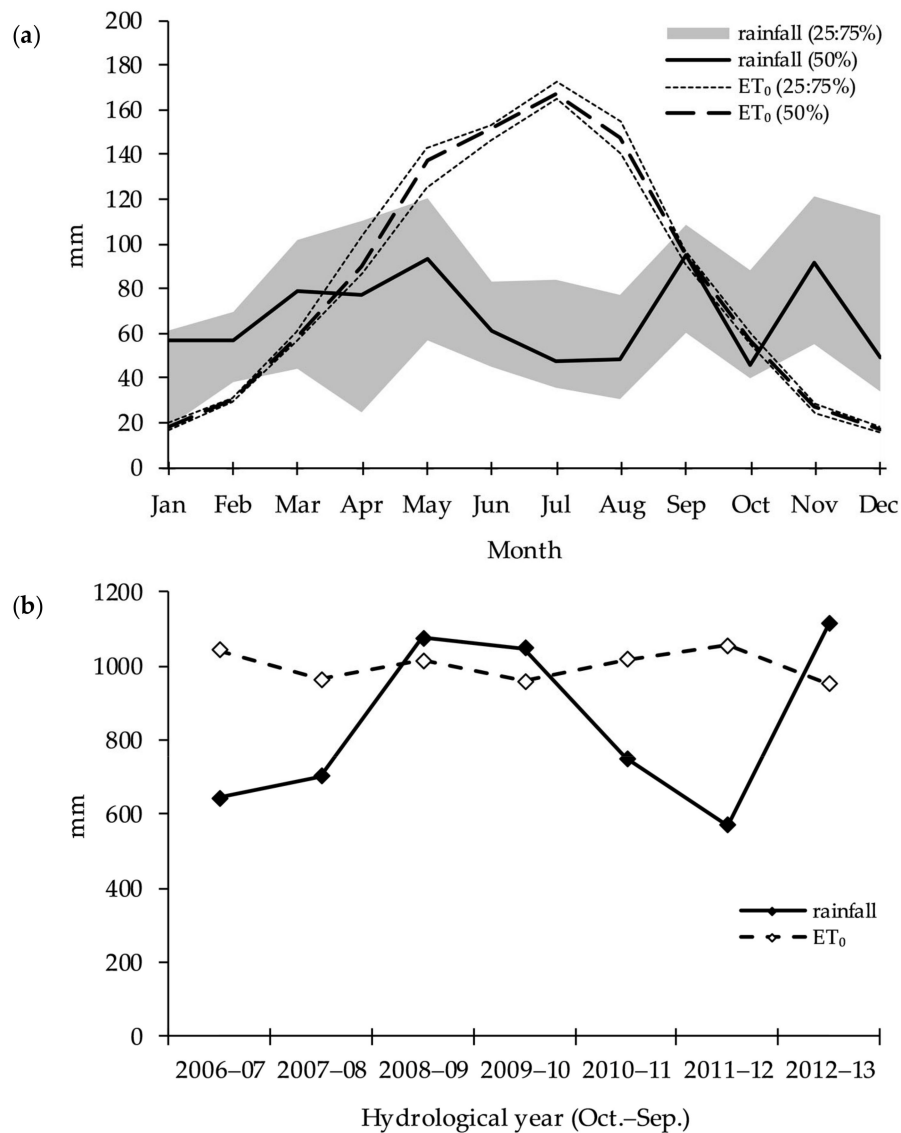 (a)
200
180
160
140
120
100
80
60
40
20
0
mm
rainfall (25:75%)
rainfall (50%)
ET₀ (25:75%)
ET₀ (50%)
Jan Feb Mar Apr May Jun Jul Aug Sep Oct Nov Dec
Month
(b)
1200
1000
800
600
400
200
0
mm
rainfall
ET₀
2006–07 2007–08 2008–09 2009–10 2010–11 2011–12 2012–13
Hydrological year (Oct.–Sep.)